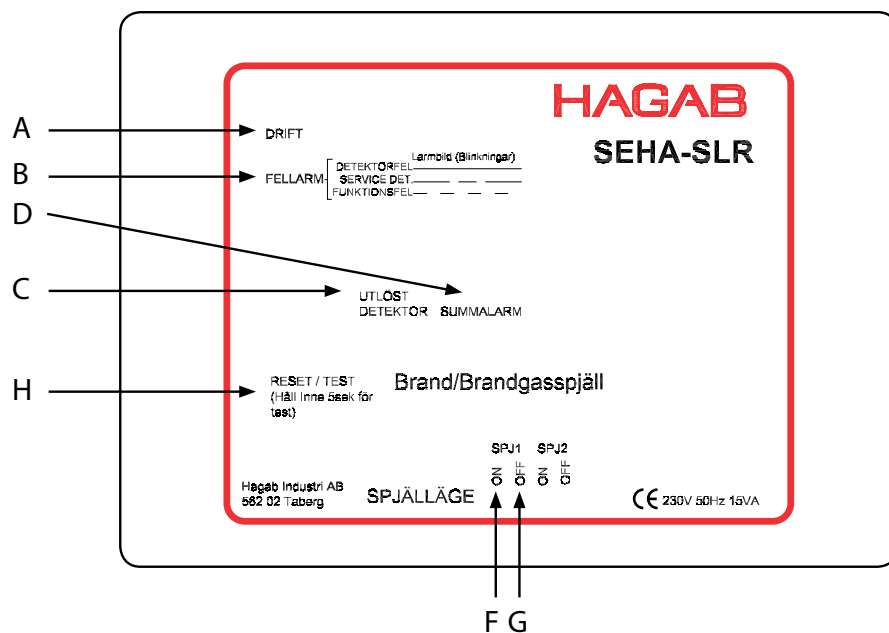 HAGAB
SEHA-SLR
A
DRIFT
Larmbild (Blinkningar)
B
FELLARM
DETEKTORFEL
SERVICE DET.
FUNKTIONSFEL
D
C
UTLÖST
DETEKTOR SUMMALARM
H
RESET / TEST
(Håll Inne 5sek för
test)
Brand/Brandgasspjäll
SPJ1 SPJ2
ON OFF ON OFF
Hagab Industri AB
562 02 Taberg
SPJÄLLÄGE
CE 230V 50Hz 15VA
F G